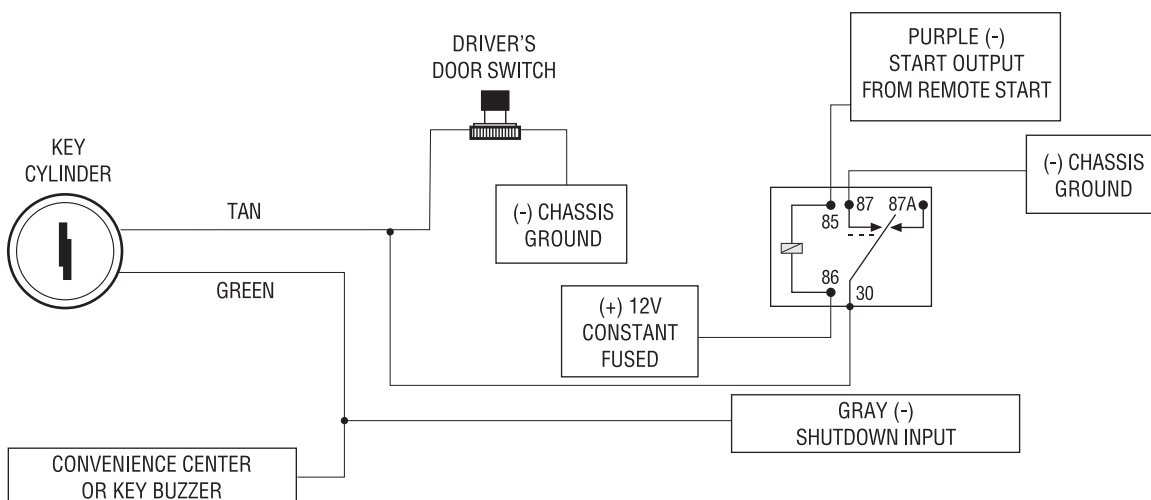 DRIVER'S
DOOR SWITCH
PURPLE (-)
START OUTPUT
FROM REMOTE START
KEY
CYLINDER
(-) CHASSIS
GROUND
TAN
(-) CHASSIS
GROUND
85
87
87A
GREEN
86
30
(+) 12V
CONSTANT
FUSED
GRAY (-)
SHUTDOWN INPUT
CONVENIENCE CENTER
OR KEY BUZZER